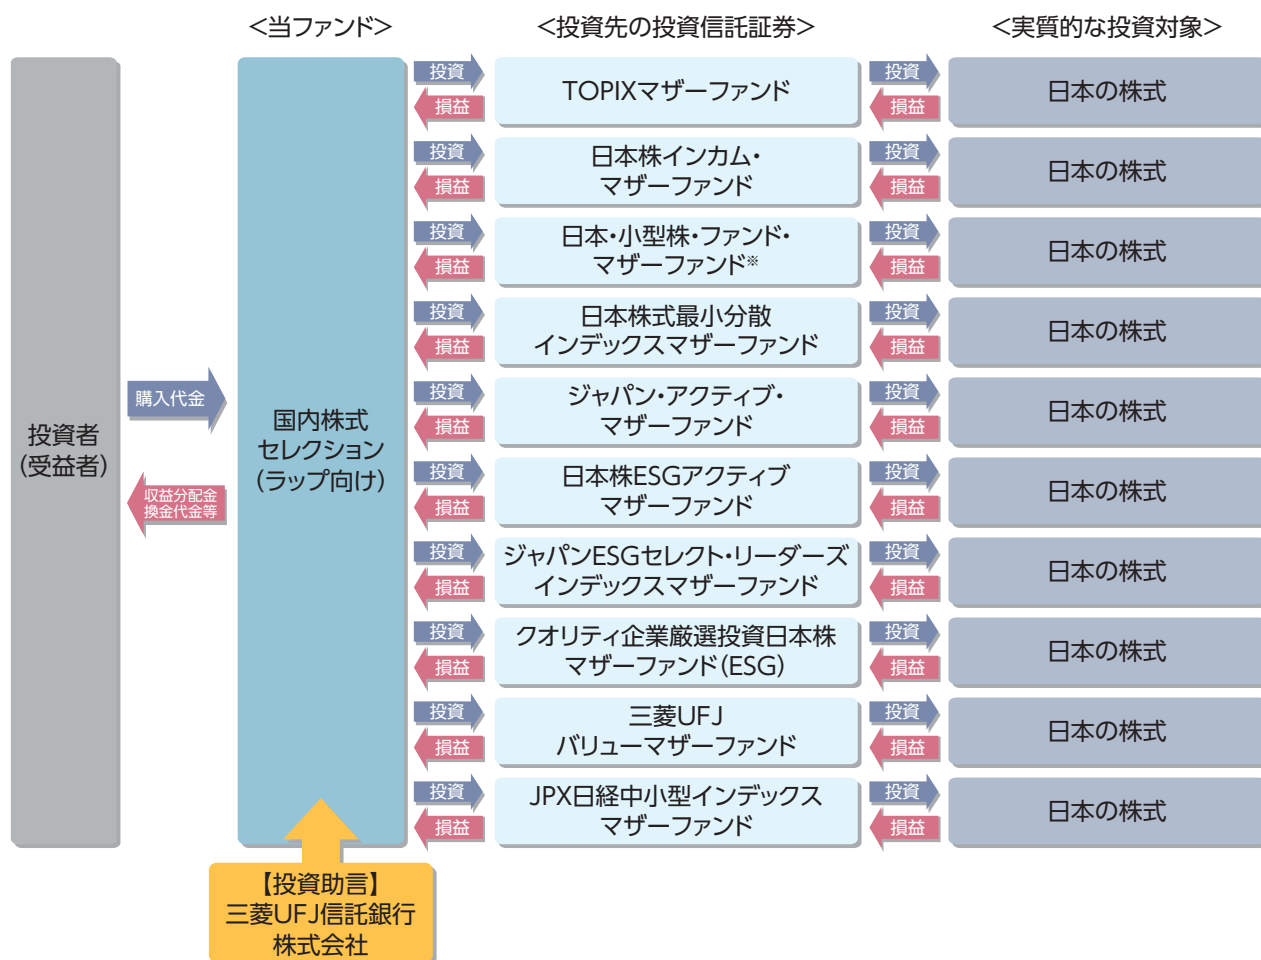 ＜当ファンド＞
＜投資先の投資信託証券＞
＜実質的な投資対象＞
投資者
(受益者)
購入代金
収益分配金
換金代金等
国内株式
セレクション
(ラップ向け)
【投資助言】
三菱UFJ信託銀行
株式会社
投資
損益
TOPIXマザーファンド
投資
損益
日本の株式
投資
損益
日本株インカム・
マザーファンド
投資
損益
日本の株式
投資
損益
日本・小型株・ファンド・
マザーファンド※
投資
損益
日本の株式
投資
損益
日本株式最小分散
インデックスマザーファンド
投資
損益
日本の株式
投資
損益
ジャパン・アクティブ・
マザーファンド
投資
損益
日本の株式
投資
損益
日本株ESGアクティブ
マザーファンド
投資
損益
日本の株式
投資
損益
ジャパンESGセレクト・リーダーズ
インデックスマザーファンド
投資
損益
日本の株式
投資
損益
クオリティ企業厳選投資日本株
マザーファンド(ESG)
投資
損益
日本の株式
投資
損益
三菱UFJ
バリューマザーファンド
投資
損益
日本の株式
投資
損益
JPX日経中小型インデックス
マザーファンド
投資
損益
日本の株式